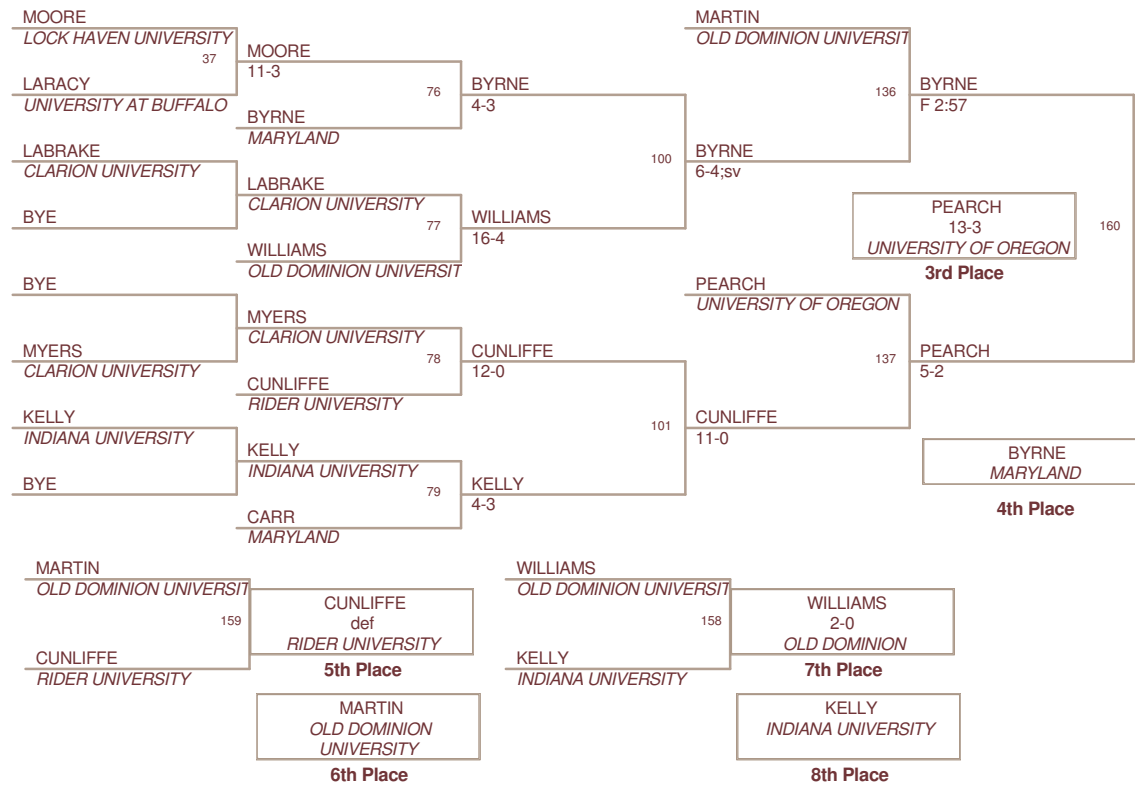 MOORE
LOCK HAVEN UNIVERSITY
37
LARACY
UNIVERSITY AT BUFFALO
LABRAKE
CLARION UNIVERSITY
BYE
BYE
MYERS
CLARION UNIVERSITY
KELLY
INDIANA UNIVERSITY
BYE
MOORE
11-3
76
BYRNE
MARYLAND
LABRAKE
CLARION UNIVERSITY
77
WILLIAMS
OLD DOMINION UNIVERSIT
MYERS
CLARION UNIVERSITY
78
CUNLIFFE
RIDER UNIVERSITY
KELLY
INDIANA UNIVERSITY
79
CARR
MARYLAND
BYRNE
4-3
100
WILLIAMS
16-4
CUNLIFFE
12-0
101
KELLY
4-3
MARTIN
OLD DOMINION UNIVERSIT
136
BYRNE
6-4;sv
PEARCH
UNIVERSITY OF OREGON
137
CUNLIFFE
11-0
BYRNE
F 2:57
160
PEARCH
13-3
UNIVERSITY OF OREGON
3rd Place
PEARCH
5-2
BYRNE
MARYLAND
4th Place
MARTIN
OLD DOMINION UNIVERSIT
159
CUNLIFFE
RIDER UNIVERSITY
CUNLIFFE
def
RIDER UNIVERSITY
5th Place
MARTIN
OLD DOMINION
UNIVERSITY
6th Place
WILLIAMS
OLD DOMINION UNIVERSIT
158
KELLY
INDIANA UNIVERSITY
WILLIAMS
2-0
OLD DOMINION
7th Place
KELLY
INDIANA UNIVERSITY
8th Place